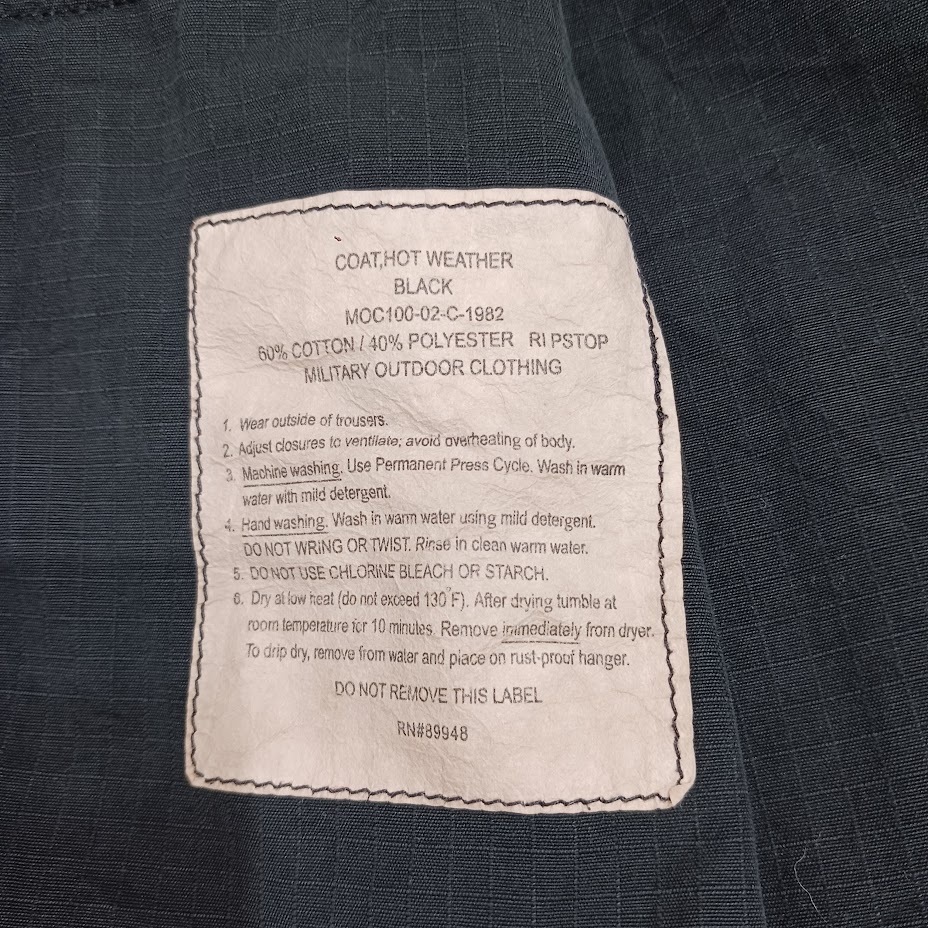 COAT,HOT WEATHER
BLACK
MOC100-02-C-1982
60% COTTON / 40% POLYESTER RIPSTOP
MILITARY OUTDOOR CLOTHING
1. Wear outside of trousers.
2. Adjust closures to ventilate; avoid overheating of body.
3. Machine washing. Use Permanent Press Cycle. Wash in warm
water with mild detergent.
4. Hand washing. Wash in warm water using mild detergent.
DO NOT WRING OR TWIST. Rinse in clean warm water.
5. DO NOT USE CHLORINE BLEACH OR STARCH.
6. Dry at low heat (do not exceed 130°F). After drying tumble at
room temperature for 10 minutes. Remove immediately from dryer.
To drip dry, remove from water and place on rust-proof hanger.
DO NOT REMOVE THIS LABEL
RN#89948